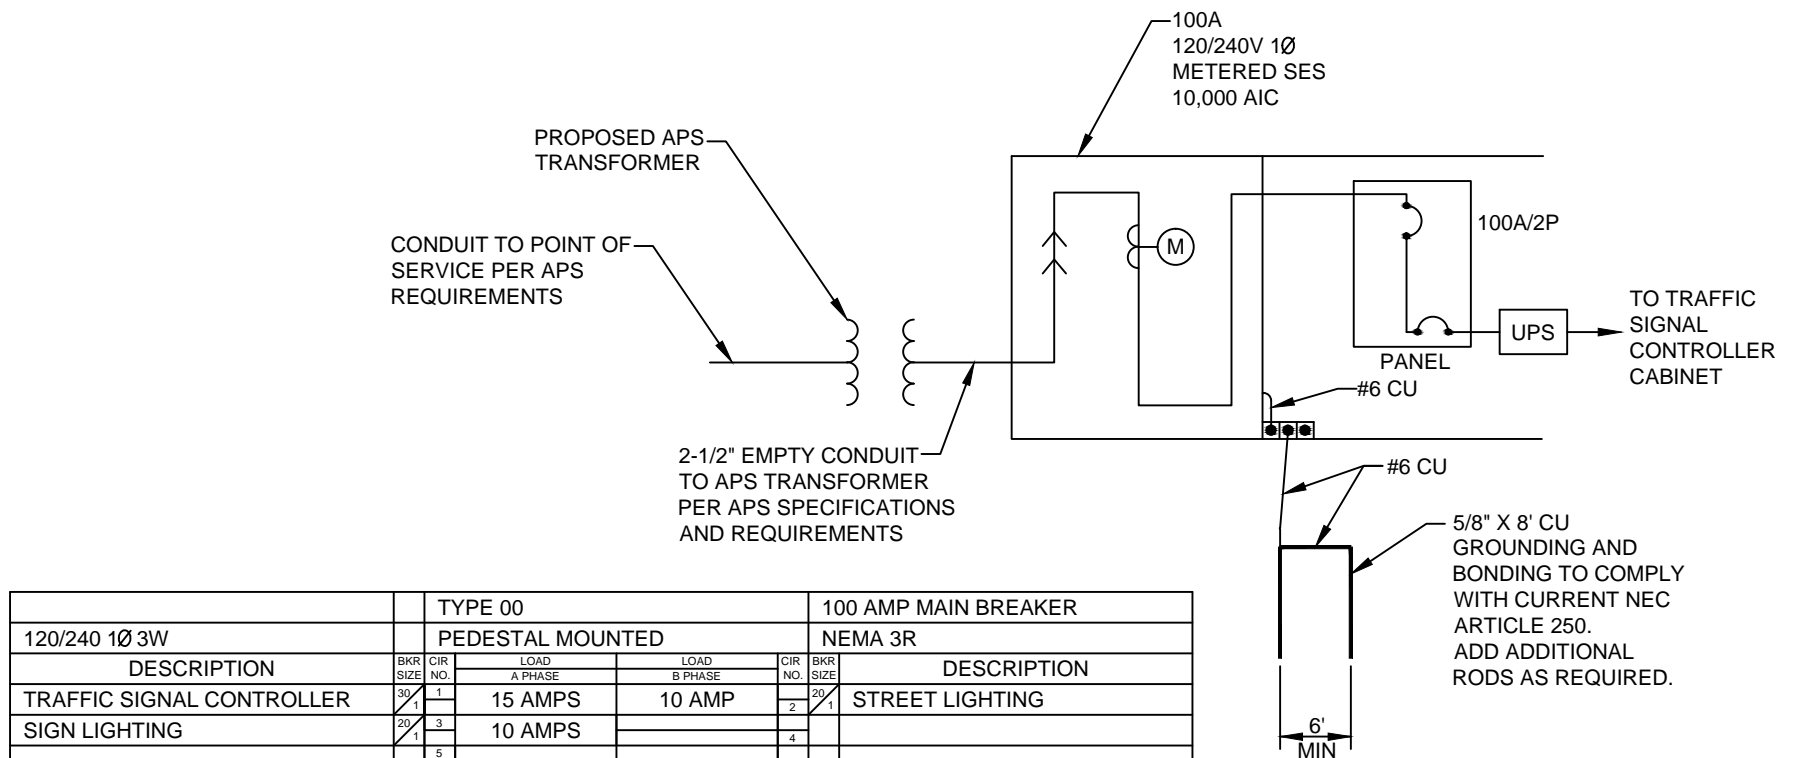 100A
120/240V 1Ø
METERED SES
10,000 AIC
PROPOSED APS
TRANSFORMER
CONDUIT TO POINT OF
SERVICE PER APS
REQUIREMENTS
M
100A/2P
UPS
TO TRAFFIC
SIGNAL
CONTROLLER
CABINET
PANEL
#6 CU
2-1/2" EMPTY CONDUIT
TO APS TRANSFORMER
PER APS SPECIFICATIONS
AND REQUIREMENTS
#6 CU
5/8" X 8' CU
GROUNDING AND
BONDING TO COMPLY
WITH CURRENT NEC
ARTICLE 250.
ADD ADDITIONAL
RODS AS REQUIRED.
6'
MIN
TYPE 00 100 AMP MAIN BREAKER
120/240 1Ø 3W PEDESTAL MOUNTED NEMA 3R
DESCRIPTION BKR SIZE CIR NO. LOAD A PHASE LOAD B PHASE CIR NO. BKR SIZE DESCRIPTION
TRAFFIC SIGNAL CONTROLLER 30/1 1 15 AMPS 10 AMP 2 20/1 STREET LIGHTING
SIGN LIGHTING 20/1 3 10 AMPS 4
5